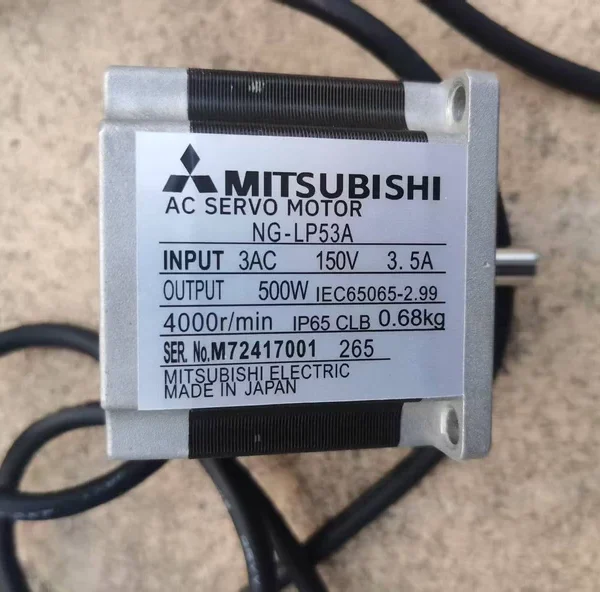 MITSUBISHI
AC SERVO MOTOR
NG-LP53A
INPUT 3AC 150V 3.5A
OUTPUT 500W IEC65065-2.99
4000r/min IP65 CLB 0.68kg
SER. No.M72417001 265
MITSUBISHI ELECTRIC
MADE IN JAPAN